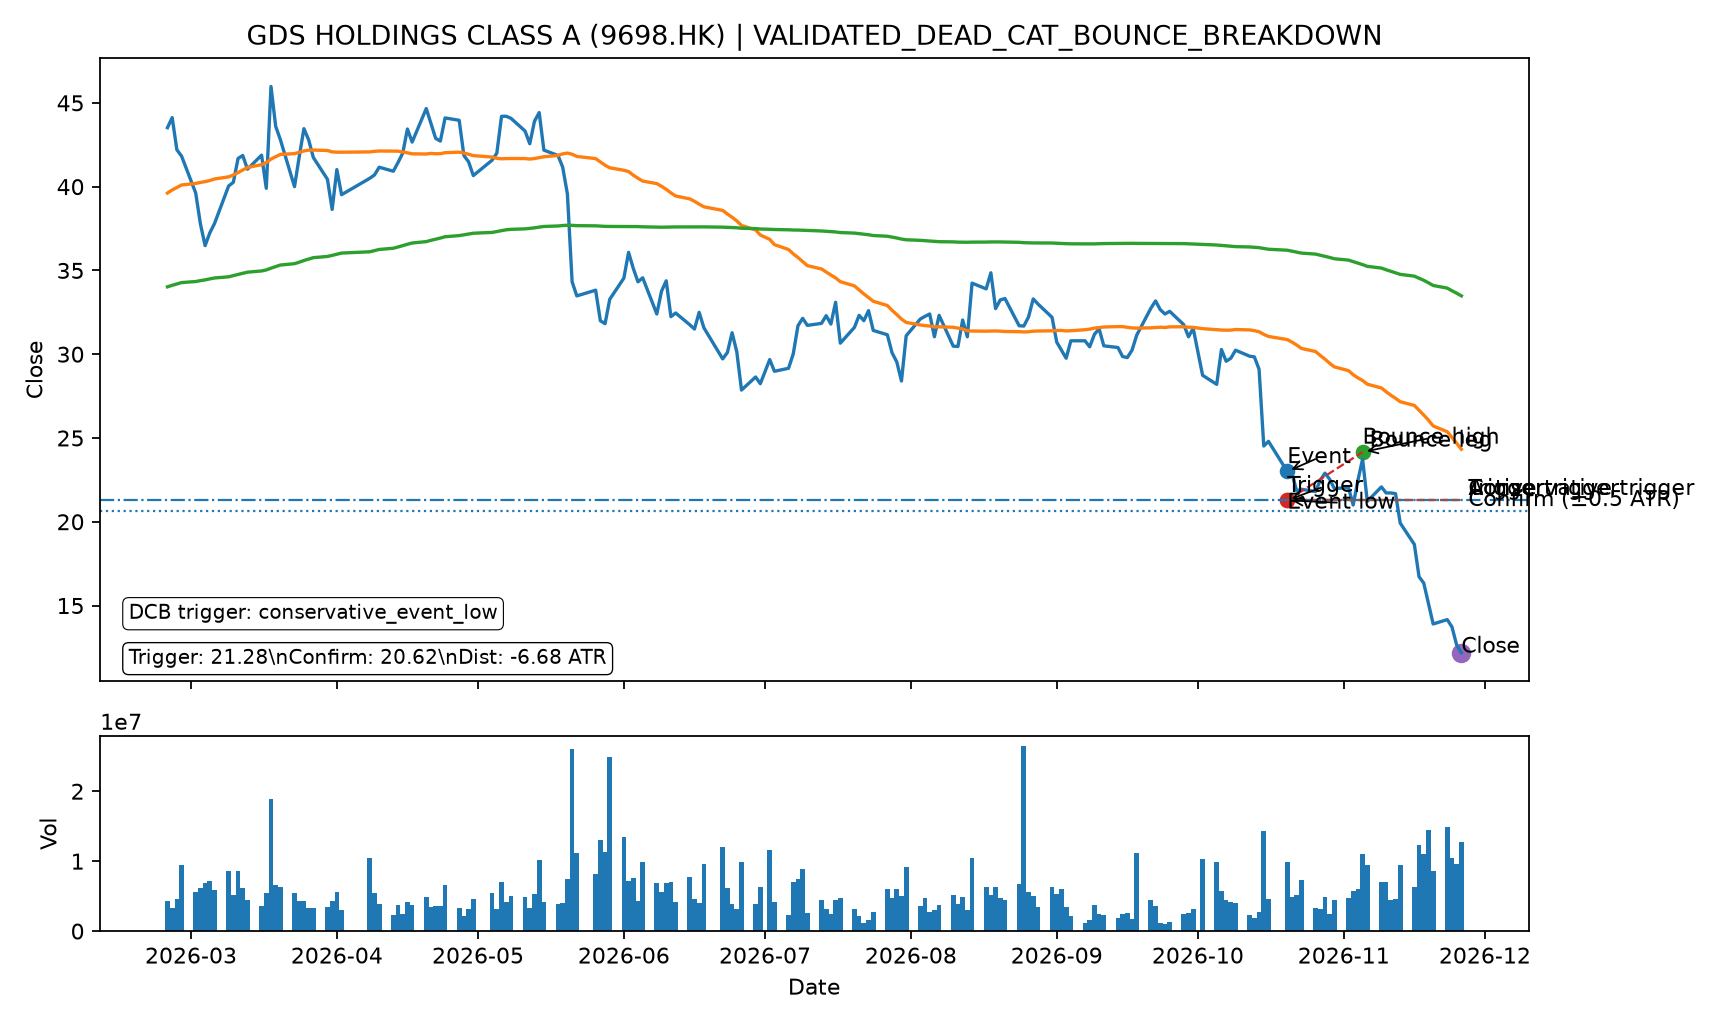 GDS HOLDINGS CLASS A (9698.HK) | VALIDATED_DEAD_CAT_BOUNCE_BREAKDOWN
Close
45
40
35
30
25
20
15
Bounce high
Bounce leg
Event
Trigger
Event low
Conservative trigger
Confirm (±0.5 ATR)
Close
DCB trigger: conservative_event_low
Trigger: 21.28\nConfirm: 20.62\nDist: -6.68 ATR
1e7
Vol
2
1
0
2026-03
2026-04
2026-05
2026-06
2026-07
2026-08
2026-09
2026-10
2026-11
2026-12
Date